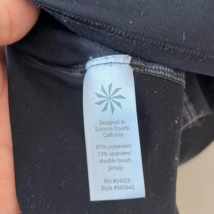 Designed in
Sonoma County,
California
87% polyester/
13% spandex/
double brush
jersey
RN #54023
Style #983942